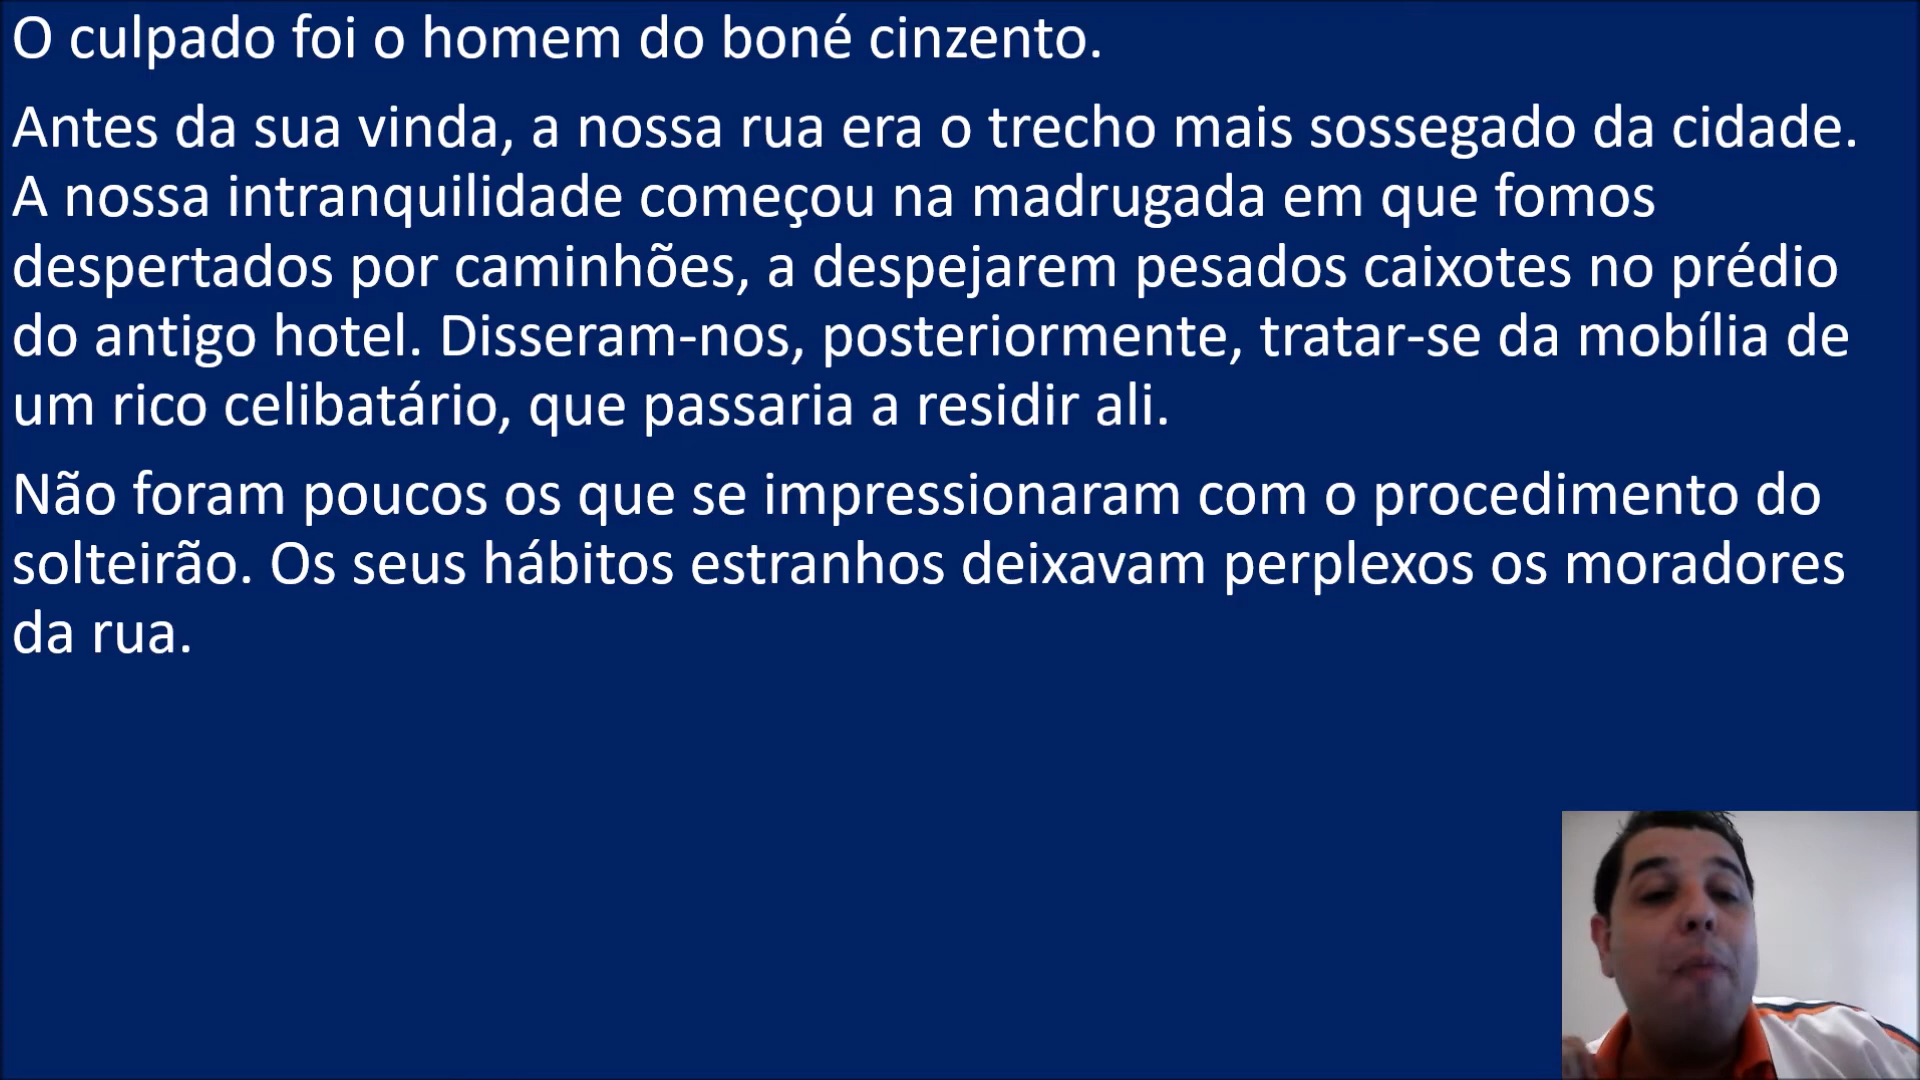 O culpado foi o homem do boné cinzento.
Antes da sua vinda, a nossa rua era o trecho mais sossegado da cidade.
A nossa intranquilidade começou na madrugada em que fomos
despertados por caminhões, a despejarem pesados caixotes no prédio
do antigo hotel. Disseram-nos, posteriormente, tratar-se da mobília de
um rico celibatário, que passaria a residir ali.
Não foram poucos os que se impressionaram com o procedimento do
solteirão. Os seus hábitos estranhos deixavam perplexos os moradores
da rua.